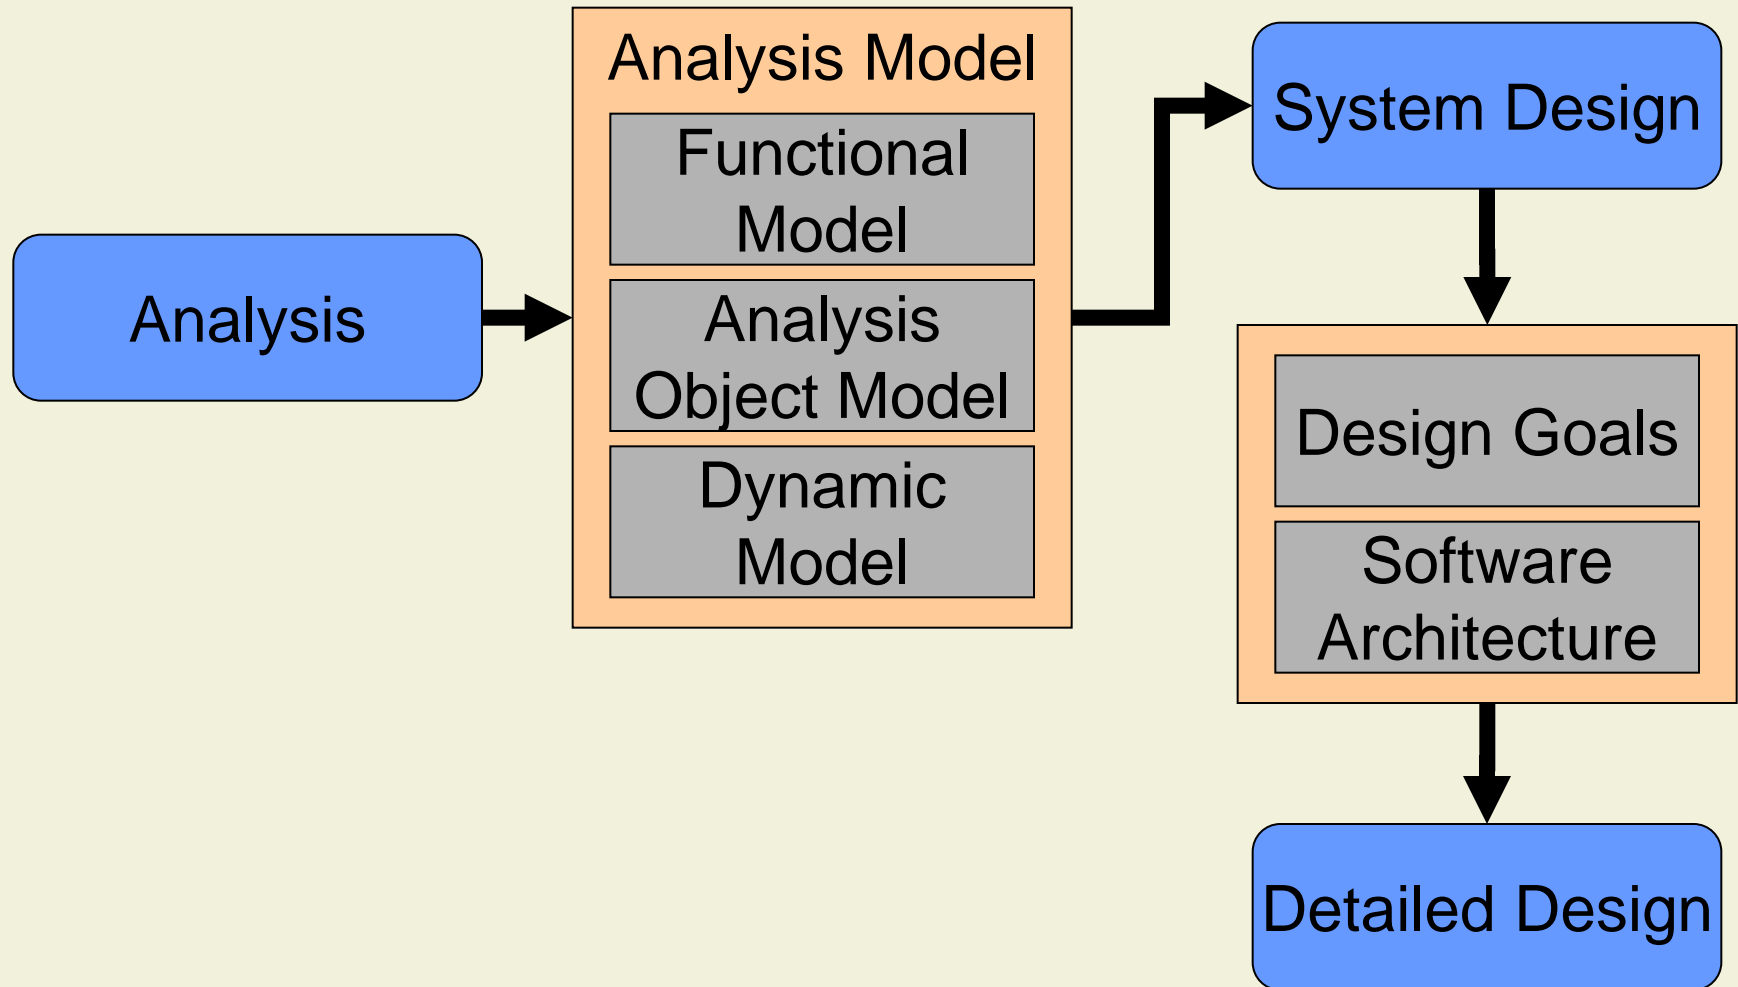 Analysis
Analysis Model
Functional
Model
Analysis
Object Model
Dynamic
Model
System Design
Design Goals
Software
Architecture
Detailed Design